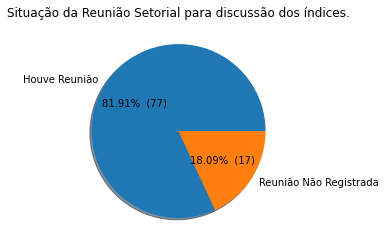 Situação da Reunião Setorial para discussão dos índices.
Houve Reunião
81.91%  (77)
18.09%  (17)
Reunião Não Registrada